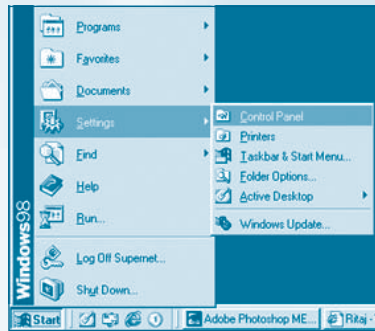 Programs
Favorites
Documents
Settings
Find
Help
Run...
Log Off Supernet...
Shut Down...
Windows98
Control Panel
Printers
Taskbar & Start Menu...
Folder Options...
Active Desktop
Windows Update...
Start
Adobe Photoshop ME...
Ritaj -